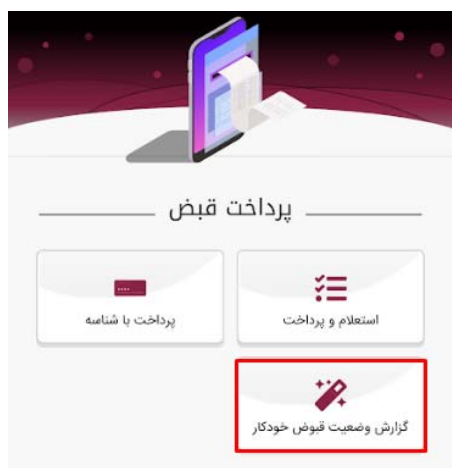 پرداخت قبض
استعلام و پرداخت
پرداخت با شناسه
گزارش وضعیت قبوض خودکار